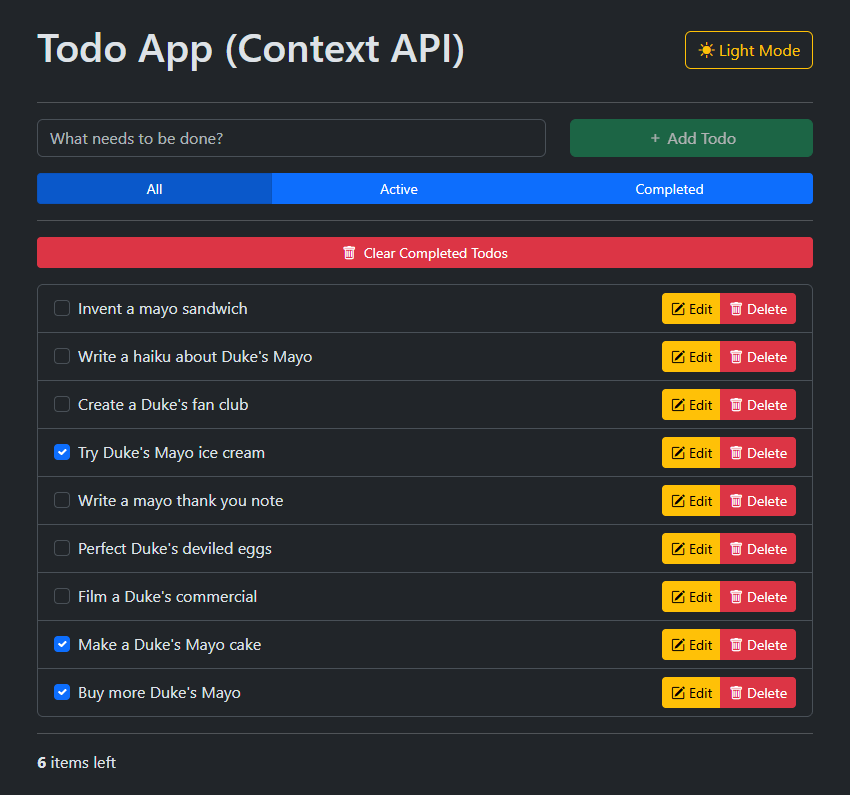 Todo App (Context API)
Light Mode
What needs to be done?
+ Add Todo
All Active Completed
Clear Completed Todos
Invent a mayo sandwich Edit Delete
Write a haiku about Duke's Mayo Edit Delete
Create a Duke's fan club Edit Delete
Try Duke's Mayo ice cream Edit Delete
Write a mayo thank you note Edit Delete
Perfect Duke's deviled eggs Edit Delete
Film a Duke's commercial Edit Delete
Make a Duke's Mayo cake Edit Delete
Buy more Duke's Mayo Edit Delete
6 items left